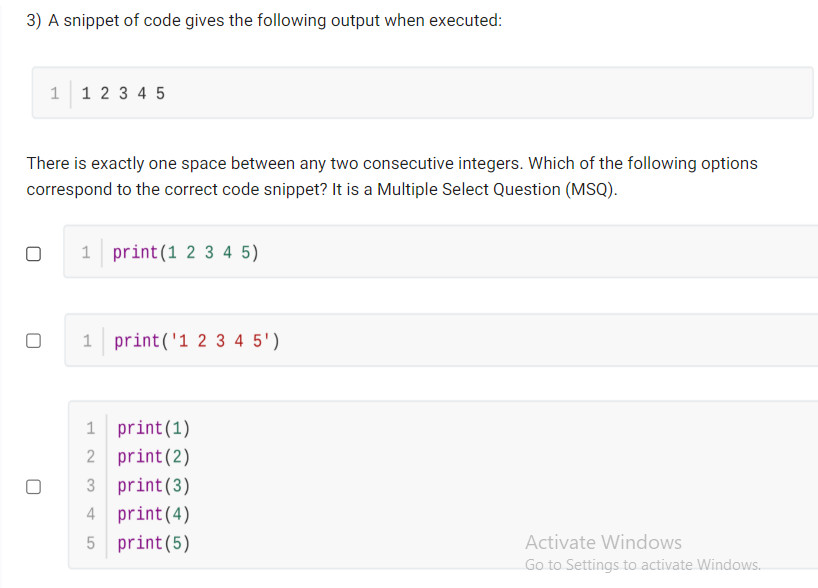 3) A snippet of code gives the following output when executed:
1 1 2 3 4 5
There is exactly one space between any two consecutive integers. Which of the following options
correspond to the correct code snippet? It is a Multiple Select Question (MSQ).
1 print(1 2 3 4 5)
1 print('1 2 3 4 5')
1 print(1)
2 print(2)
3 print(3)
4 print(4)
5 print(5)
Activate Windows
Go to Settings to activate Windows.